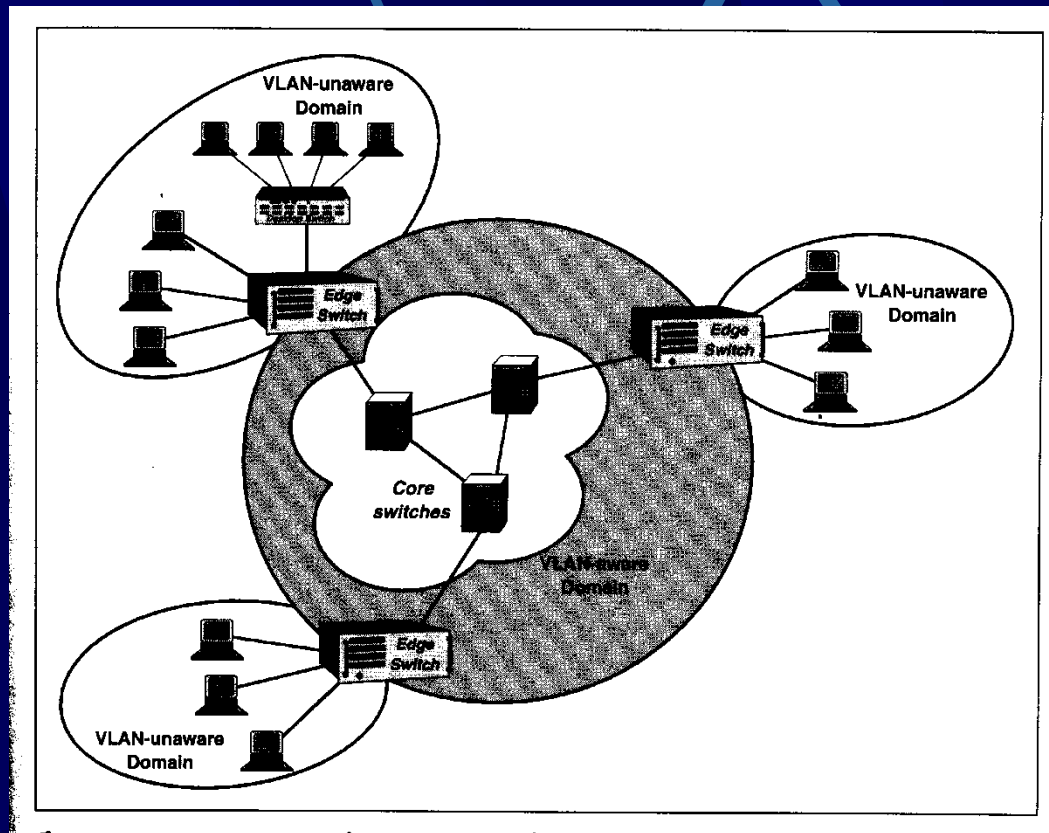 VLAN-unaware
Domain
Edge
Switch
Edge
Switch
VLAN-unaware
Domain
Core
switches
VLAN-aware
Domain
Edge
Switch
VLAN-unaware
Domain